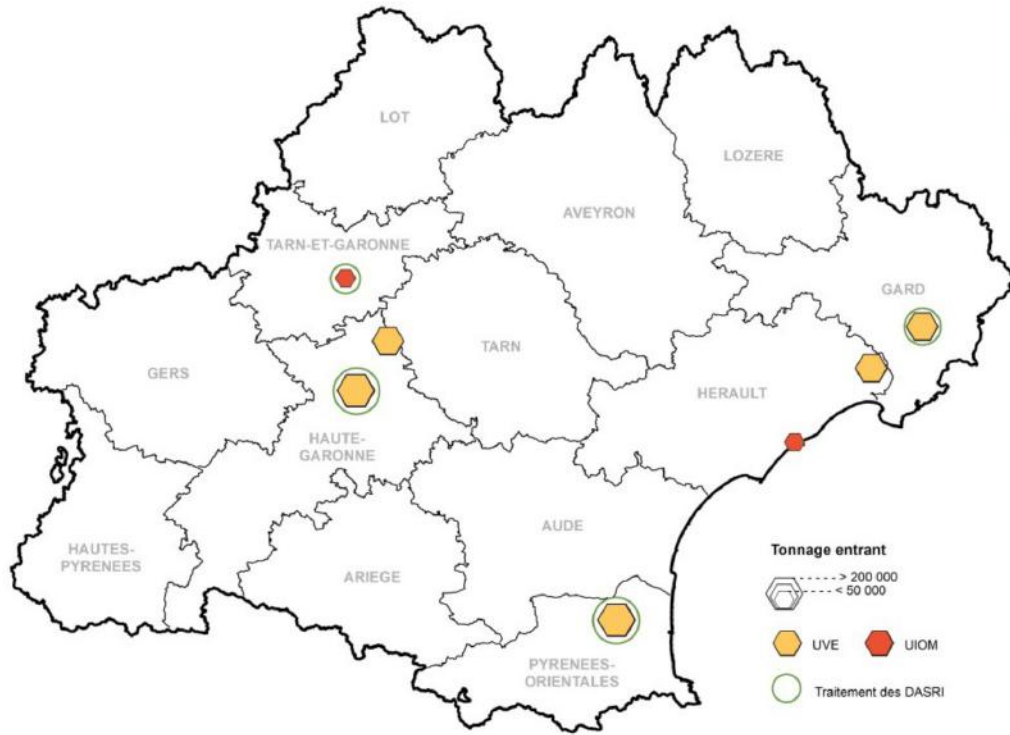 LOT
LOZERE
AVEYRON
TARN-ET-GARONNE
GARD
TARN
GERS
HERAULT
HAUTE-
GARONNE
AUDE
HAUTES-
PYRENEES
ARIEGE
PYRENEES-
ORIENTALES
Tonnage entrant
> 200 000
< 50 000
UVE
UIOM
Traitement des DASRI